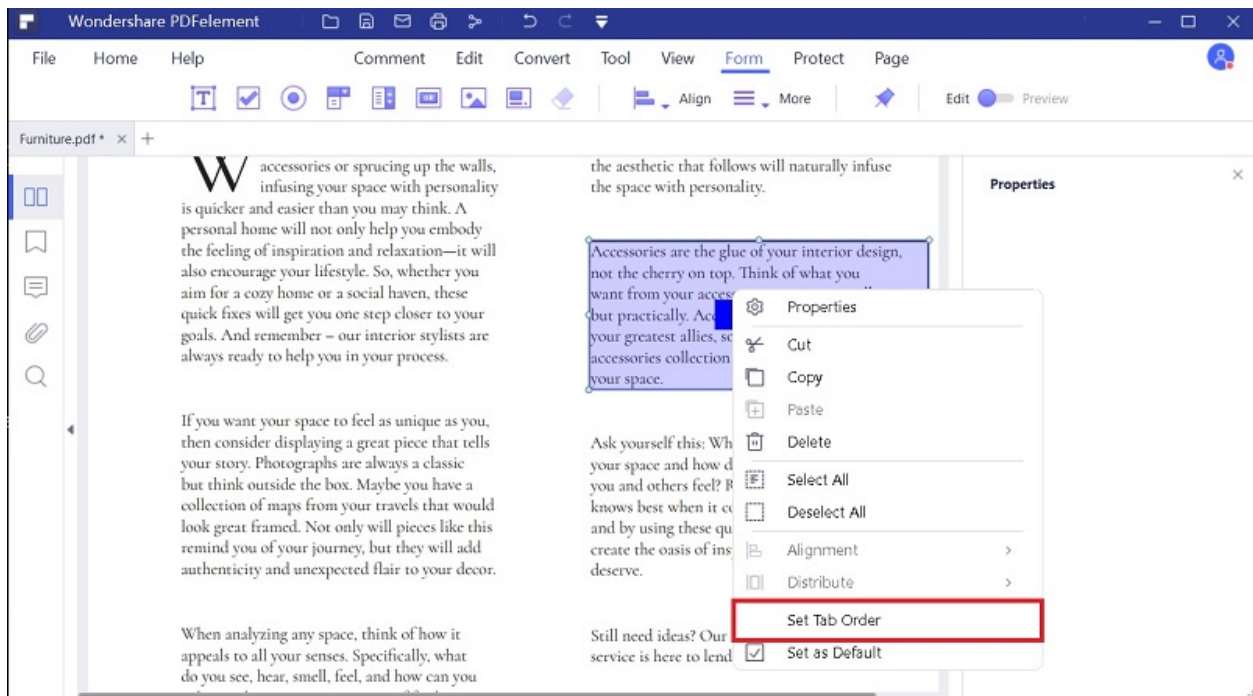 Wondershare PDFelement
File Home Help Comment Edit Convert Tool View Form Protect Page
Align More Edit Preview
Furniture.pdf *
W
accessories or sprucing up the walls,
infusing your space with personality
is quicker and easier than you may think. A
personal home will not only help you embody
the feeling of inspiration and relaxation—it will
also encourage your lifestyle. So, whether you
aim for a cozy home or a social haven, these
quick fixes will get you one step closer to your
goals. And remember – our interior stylists are
always ready to help you in your process.
If you want your space to feel as unique as you,
then consider displaying a great piece that tells
your story. Photographs are always a classic
but think outside the box. Maybe you have a
collection of maps from your travels that would
look great framed. Not only will pieces like this
remind you of your journey, but they will add
authenticity and unexpected flair to your decor.
When analyzing any space, think of how it
appeals to all your senses. Specifically, what
do you see, hear, smell, feel, and how can you
the aesthetic that follows will naturally infuse
the space with personality.
Accessories are the glue of your interior design,
not the cherry on top. Think of what you
want from your
but practically.
your greatest allies,
accessories collection
your space.
Ask yourself this:
your space and how
you and others feel?
knows best when it
and by using these
create the oasis of
deserve.
Still need ideas? Our
service is here to lend
Properties
Cut
Copy
Paste
Delete
Select All
Deselect All
Alignment
Distribute
Set Tab Order
Set as Default
Properties